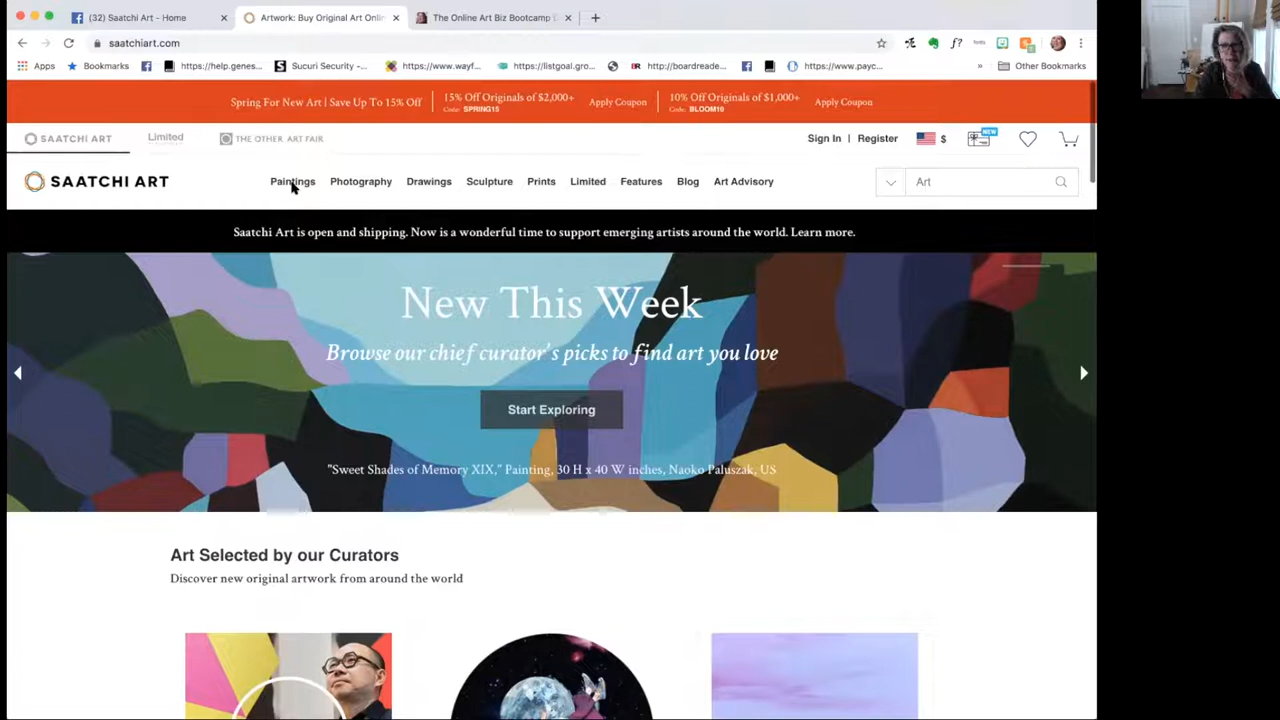 (32) Saatchi Art - Home
Artwork: Buy Original Art Onlin
The Online Art Biz Bootcamp
saatchiart.com
f?
Apps
Bookmarks
https://help.genes...
Sucuri Security -...
https://www.wayf...
https://listgoal.gro...
http://boardreade...
https://www.payc...
»
Other Bookmarks
Spring For New Art | Save Up To 15% Off
15% Off Originals of $2,000+
Code: SPRING15
Apply Coupon
10% Off Originals of $1,000+
Code: BLOOM10
Apply Coupon
SAATCHI ART
Limited
THE OTHER ART FAIR
Sign In | Register
$
NEW
SAATCHI ART
Paintings
Photography
Drawings
Sculpture
Prints
Limited
Features
Blog
Art Advisory
Art
Saatchi Art is open and shipping. Now is a wonderful time to support emerging artists around the world. Learn more.
New This Week
Browse our chief curator's picks to find art you love
Start Exploring
"Sweet Shades of Memory XIX," Painting, 30 H x 40 W inches, Naoko Paluszak, US
Art Selected by our Curators
Discover new original artwork from around the world